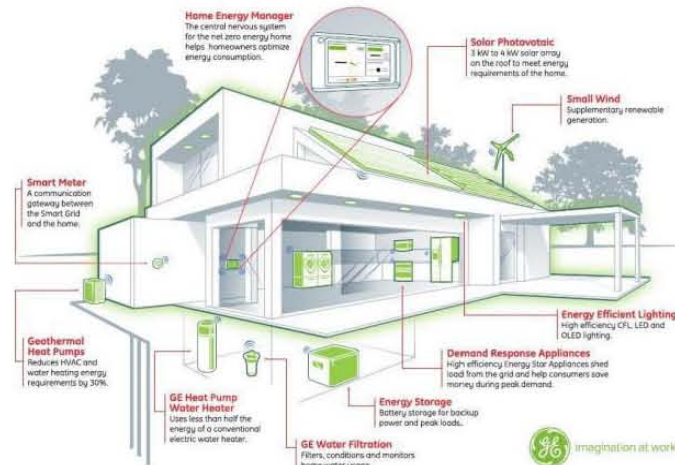 Home Energy Manager
The central nervous system
for the net zero energy home
helps homeowners optimize
energy consumption.
Solar Photovotaic
3 kW to 4 kW solar array
on the roof to meet energy
requirements of the home.
Small Wind
Supplementary renewable
generation.
Smart Meter
A communication
gateway between
the Smart Grid
and the home.
Geothermal
Heat Pumps
Reduces HVAC and
water heating energy
requirements by 30%.
GE Heat Pump
Water Heater
Uses less than half the
energy of a conventional
electric water heater.
GE Water Filtration
Filters, conditions and monitors
Energy Storage
Battery storage for backup
power and peak loads.
Demand Response Appliances
High efficiency Energy Star Appliances shed
load from the grid and help consumers save
money during peak demand.
Energy Efficient Lighting
High efficiency CFL, LED and
OLED lighting.
GE
imagination at work